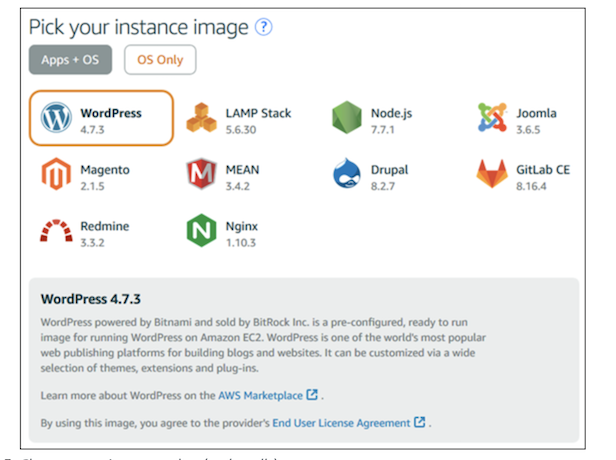 Pick your instance image ?
Apps + OS OS Only
WordPress LAMP Stack Node.js Joomla
4.7.3 5.6.30 7.7.1 3.6.5
Magento MEAN Drupal GitLab CE
2.1.5 3.4.2 8.2.7 8.16.4
Redmine Nginx
3.3.2 1.10.3
WordPress 4.7.3
WordPress powered by Bitnami and sold by BitRock Inc. is a pre-configured, ready to run
image for running WordPress on Amazon EC2. WordPress is one of the world's most popular
web publishing platforms for building blogs and websites. It can be customized via a wide
selection of themes, extensions and plug-ins.
Learn more about WordPress on the AWS Marketplace .
By using this image, you agree to the provider's End User License Agreement .